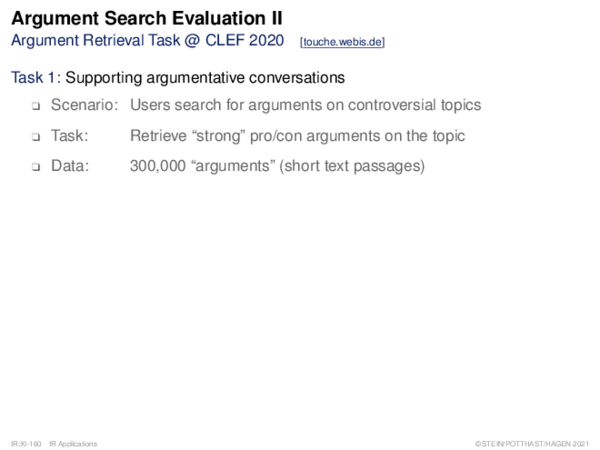 Argument Search Evaluation II
Argument Retrieval Task @ CLEF 2020 [touche.webis.de]
Task 1: Supporting argumentative conversations
❑ Scenario: Users search for arguments on controversial topics
❑ Task: Retrieve “strong” pro/con arguments on the topic
❑ Data: 300,000 “arguments” (short text passages)
IR:XI-160 IR Applications ©STEIN/POTTHAST/HAGEN 2021